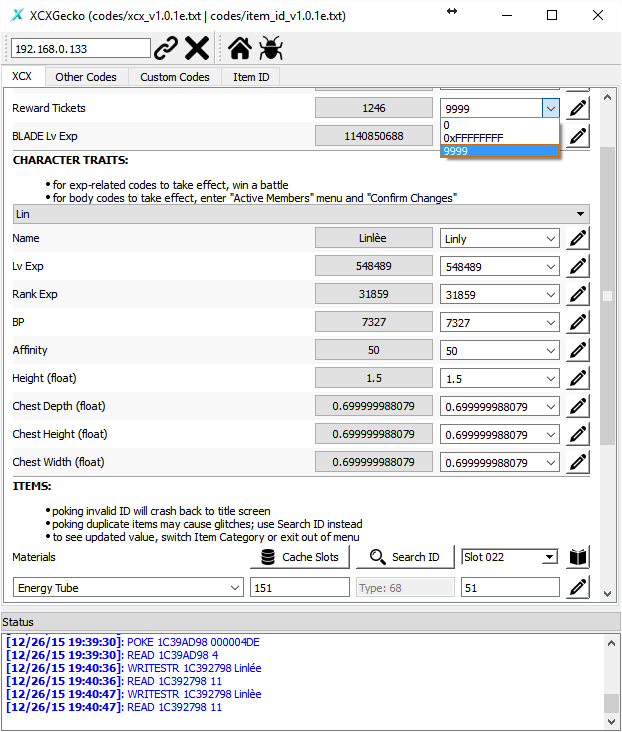 XCXGecko (codes/xcx_v1.0.1e.txt | codes/item_id_v1.0.1e.txt)
192.168.0.133
XCX Other Codes Custom Codes Item ID
Reward Tickets 1246 9999
0
0xFFFFFFFF
9999
BLADE Lv Exp 1140850688
CHARACTER TRAITS:
• for exp-related codes to take effect, win a battle
• for body codes to take effect, enter "Active Members" menu and "Confirm Changes"
Lin
Name Linlèe Linly
Lv Exp 548489 548489
Rank Exp 31859 31859
BP 7327 7327
Affinity 50 50
Height (float) 1.5 1.5
Chest Depth (float) 0.699999988079 0.699999988079
Chest Height (float) 0.699999988079 0.699999988079
Chest Width (float) 0.699999988079 0.699999988079
ITEMS:
• poking invalid ID will crash back to title screen
• poking duplicate items may cause glitches; use Search ID instead
• to see updated value, switch Item Category or exit out of menu
Materials Cache Slots Search ID Slot 022
Energy Tube 151 Type: 68 51
Status
[12/26/15 19:39:30]: POKE 1C39AD98 000004DE
[12/26/15 19:39:30]: READ 1C39AD98 4
[12/26/15 19:40:36]: WRITESTR 1C392798 Linlée
[12/26/15 19:40:36]: READ 1C392798 11
[12/26/15 19:40:47]: WRITESTR 1C392798 Linlèe
[12/26/15 19:40:47]: READ 1C392798 11